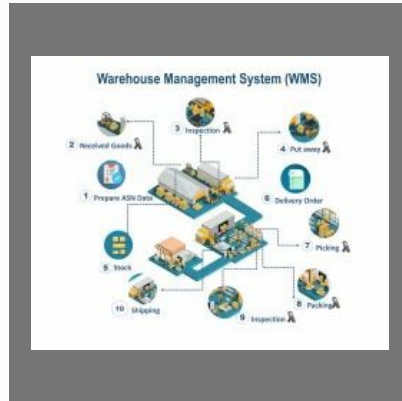 Warehouse Management System (WMS)
3 Inspection
2 Received Goods
4 Put away
1 Prepare ASN Data
6 Delivery Order
7 Picking
5 Stock
10 Shipping
9 Inspection
8 Packing